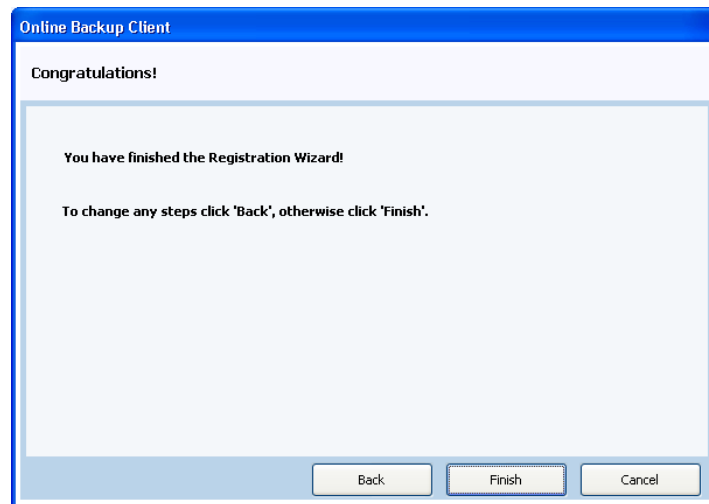 Online Backup Client
Congratulations!
You have finished the Registration Wizard!
To change any steps click 'Back', otherwise click 'Finish'.
Back Finish Cancel